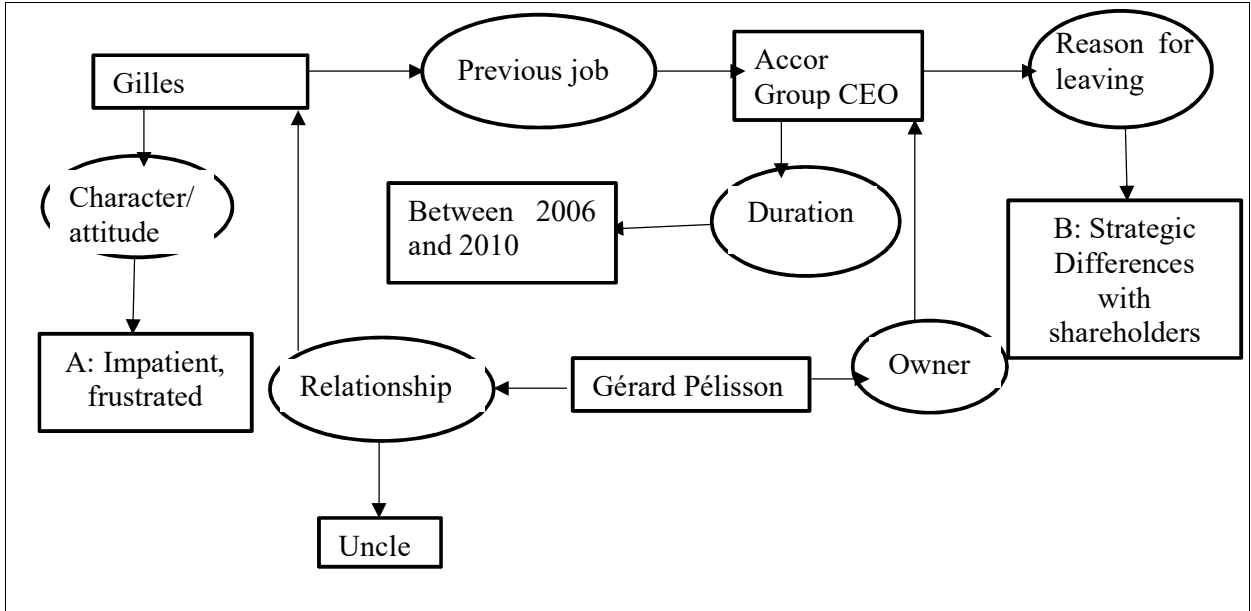 Gilles
Previous job
Accor
Group CEO
Reason for
leaving
Character/
attitude
Between 2006
and 2010
Duration
B: Strategic
Differences
with
shareholders
A: Impatient,
frustrated
Relationship
Gérard Pélisson
Owner
Uncle